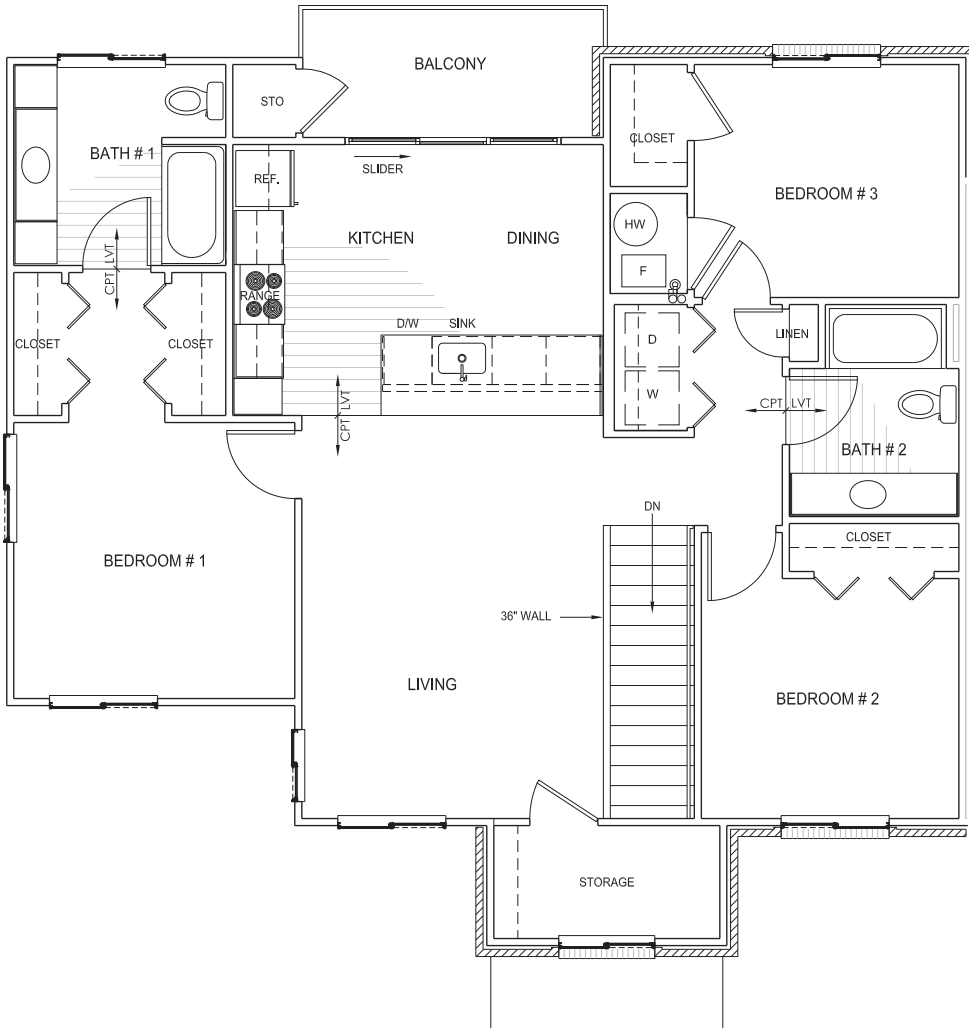 BALCONY
STO
BATH # 1
CLOSET
SLIDER
REF.
BEDROOM # 3
HW
KITCHEN
DINING
F
CPT LVT
RANGE
D/W
SINK
CLOSET
CLOSET
D
LINEN
W
CPT LVT
CPT LVT
BATH # 2
DN
CLOSET
BEDROOM # 1
36" WALL
LIVING
BEDROOM # 2
STORAGE